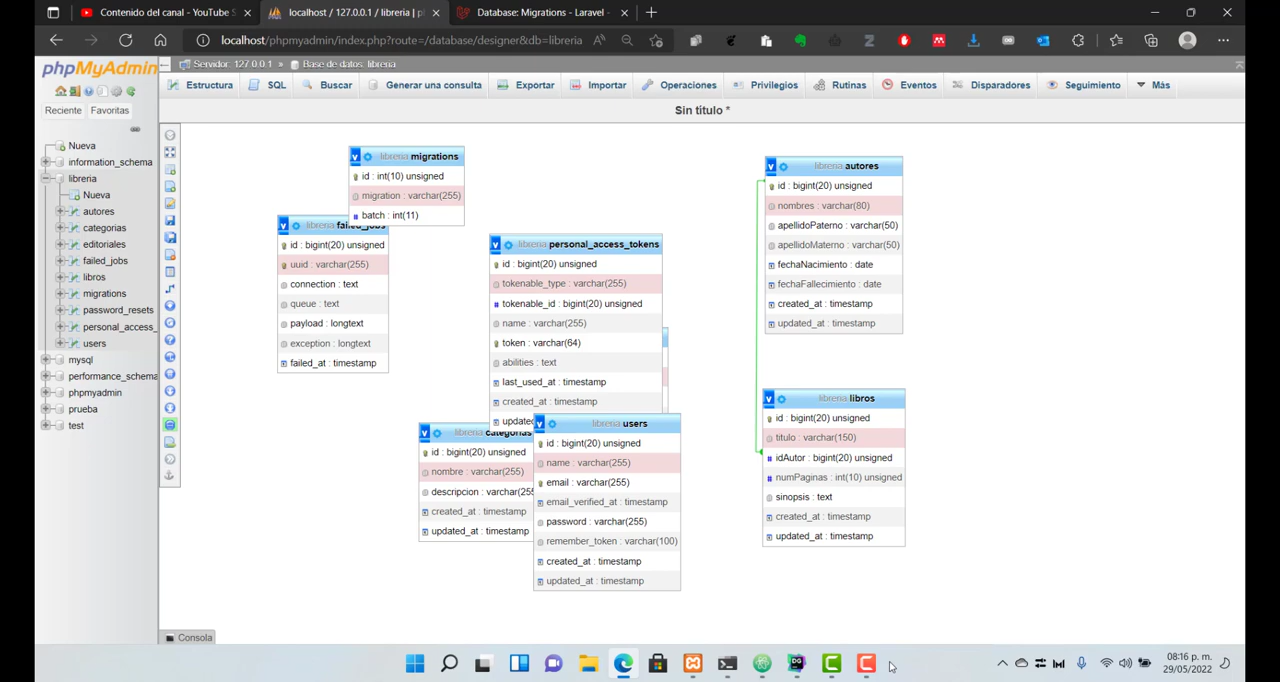 Contenido del canal - YouTube S
localhost / 127.0.0.1 / libreria | p
Database: Migrations - Laravel -
localhost/phpmyadmin/index.php?route=/database/designer&db=libreria
phpMyAdmin
Reciente Favoritas
Nueva
information_schema
libreria
Nueva
autores
categorias
editoriales
failed_jobs
libros
migrations
password_resets
personal_access_
users
mysql
performance_schema
phpmyadmin
prueba
test
Servidor: 127.0.0.1 » Base de datos: libreria
Estructura SQL Buscar Generar una consulta Exportar Importar Operaciones Privilegios Rutinas Eventos Disparadores Seguimiento Más
Sin título *
libreria migrations
id : int(10) unsigned
migration : varchar(255)
batch : int(11)
libreria failed_jobs
id : bigint(20) unsigned
uuid : varchar(255)
connection : text
queue : text
payload : longtext
exception : longtext
failed_at : timestamp
libreria personal_access_tokens
id : bigint(20) unsigned
tokenable_type : varchar(255)
tokenable_id : bigint(20) unsigned
name : varchar(255)
token : varchar(64)
abilities : text
last_used_at : timestamp
created_at : timestamp
update
libreria categorias
id : bigint(20) unsigned
nombre : varchar(255)
descripcion : varchar(255
created_at : timestamp
updated_at : timestamp
libreria users
id : bigint(20) unsigned
name : varchar(255)
email : varchar(255)
email_verified_at : timestamp
password : varchar(255)
remember_token : varchar(100)
created_at : timestamp
updated_at : timestamp
libreria autores
id : bigint(20) unsigned
nombres : varchar(80)
apellidoPaterno : varchar(50)
apellidoMaterno : varchar(50)
fechaNacimiento : date
fechaFallecimiento : date
created_at : timestamp
updated_at : timestamp
libreria libros
id : bigint(20) unsigned
titulo : varchar(150)
idAutor : bigint(20) unsigned
numPaginas : int(10) unsigned
sinopsis : text
created_at : timestamp
updated_at : timestamp
Consola
08:16 p. m.
29/05/2022